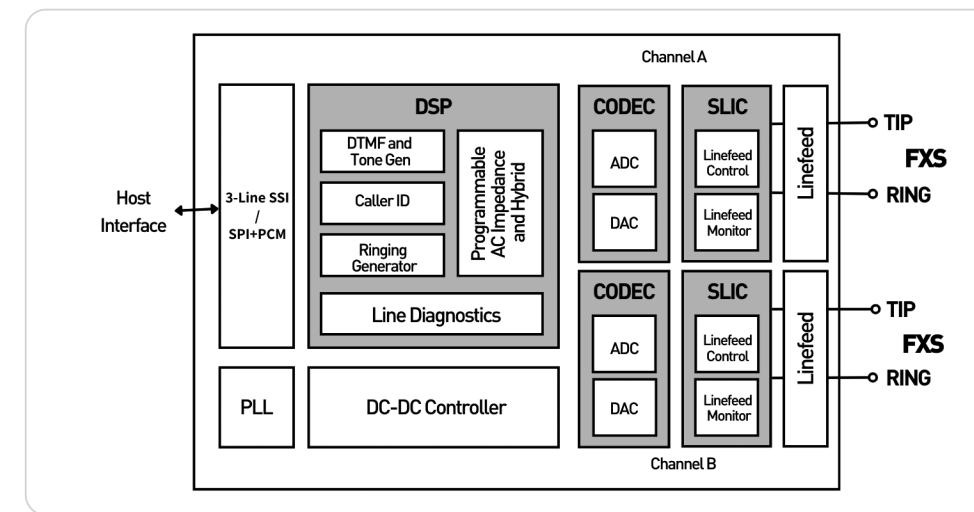 Channel A
Host
Interface
3-Line SSI
/
SPI+PCM
DSP
DTMF and
Tone Gen
Caller ID
Ringing
Generator
Programmable
AC Impedance
and Hybrid
Line Diagnostics
PLL
DC-DC Controller
CODEC
ADC
DAC
SLIC
Linefeed
Control
Linefeed
Monitor
Linefeed
TIP
FXS
RING
CODEC
ADC
DAC
SLIC
Linefeed
Control
Linefeed
Monitor
Linefeed
TIP
FXS
RING
Channel B